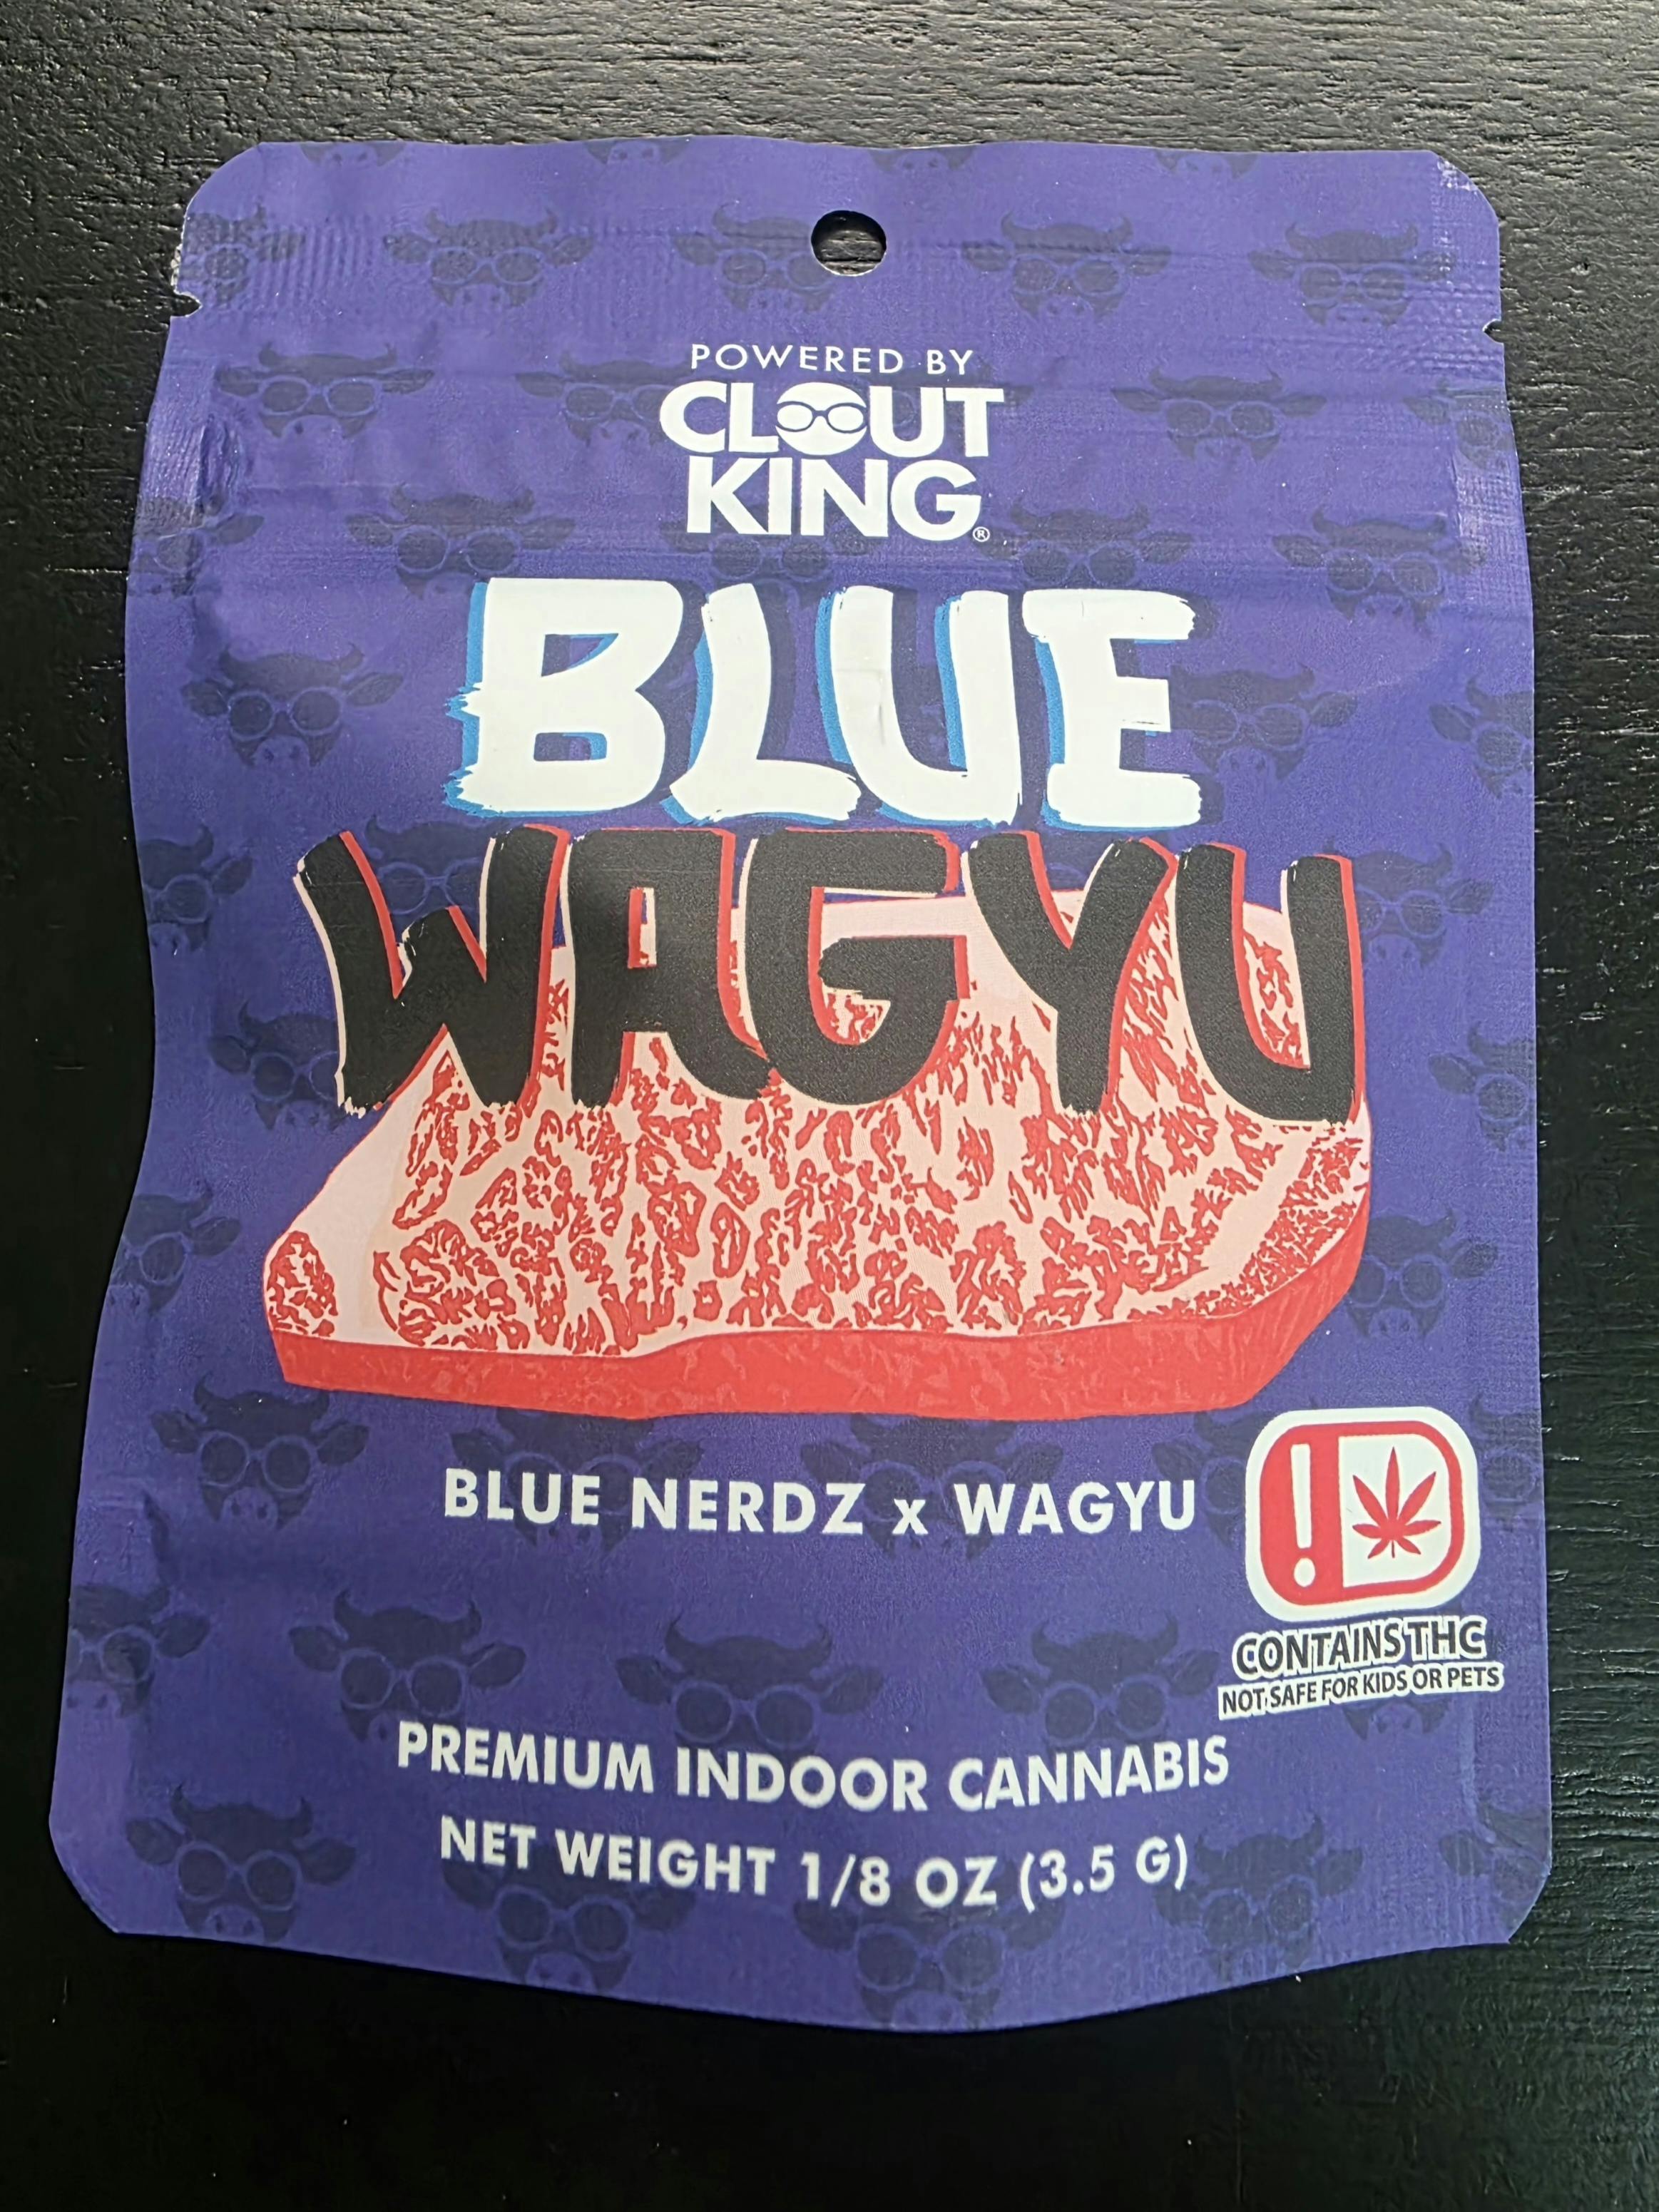 POWERED BY
CLOUT
KING®
BLUE
WAGYU
BLUE NERDZ x WAGYU
!
CONTAINS THC
NOT SAFE FOR KIDS OR PETS
PREMIUM INDOOR CANNABIS
NET WEIGHT 1/8 OZ (3.5 G)